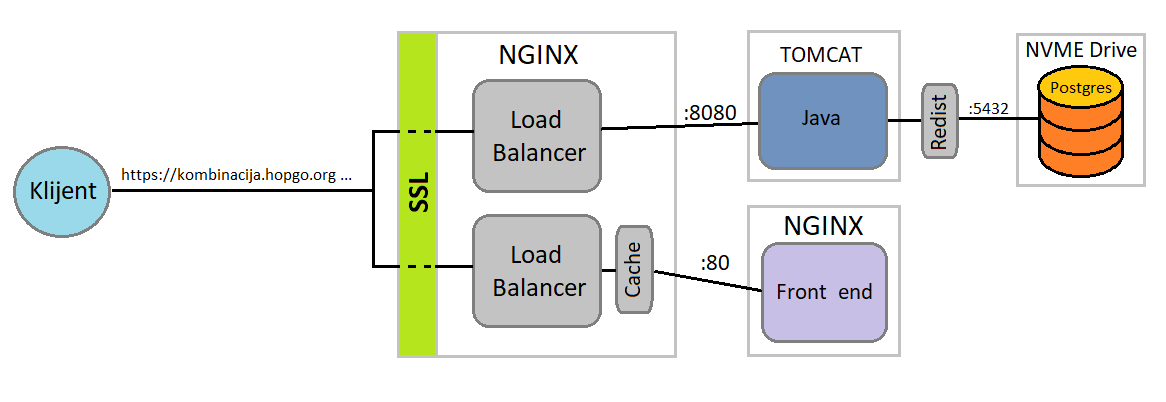 Klijent
https://kombinacija.hopgo.org ...
SSL
NGINX
Load
Balancer
Load
Balancer
Cache
:8080
:80
TOMCAT
Java
NGINX
Front end
Redist
:5432
NVME Drive
Postgres